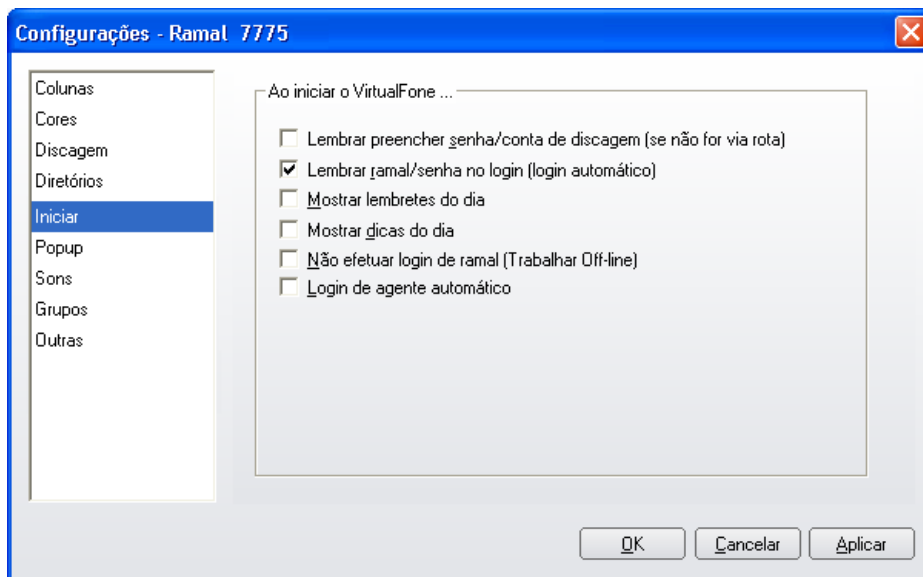 Configurações - Ramal 7775
Colunas
Cores
Discagem
Diretórios
Iniciar
Popup
Sons
Grupos
Outras
Ao iniciar o VirtualFone ...
Lembrar preencher senha/conta de discagem (se não for via rota)
Lembrar ramal/senha no login (login automático)
Mostrar lembretes do dia
Mostrar dicas do dia
Não efetuar login de ramal (Trabalhar Off-line)
Login de agente automático
OK
Cancelar
Aplicar